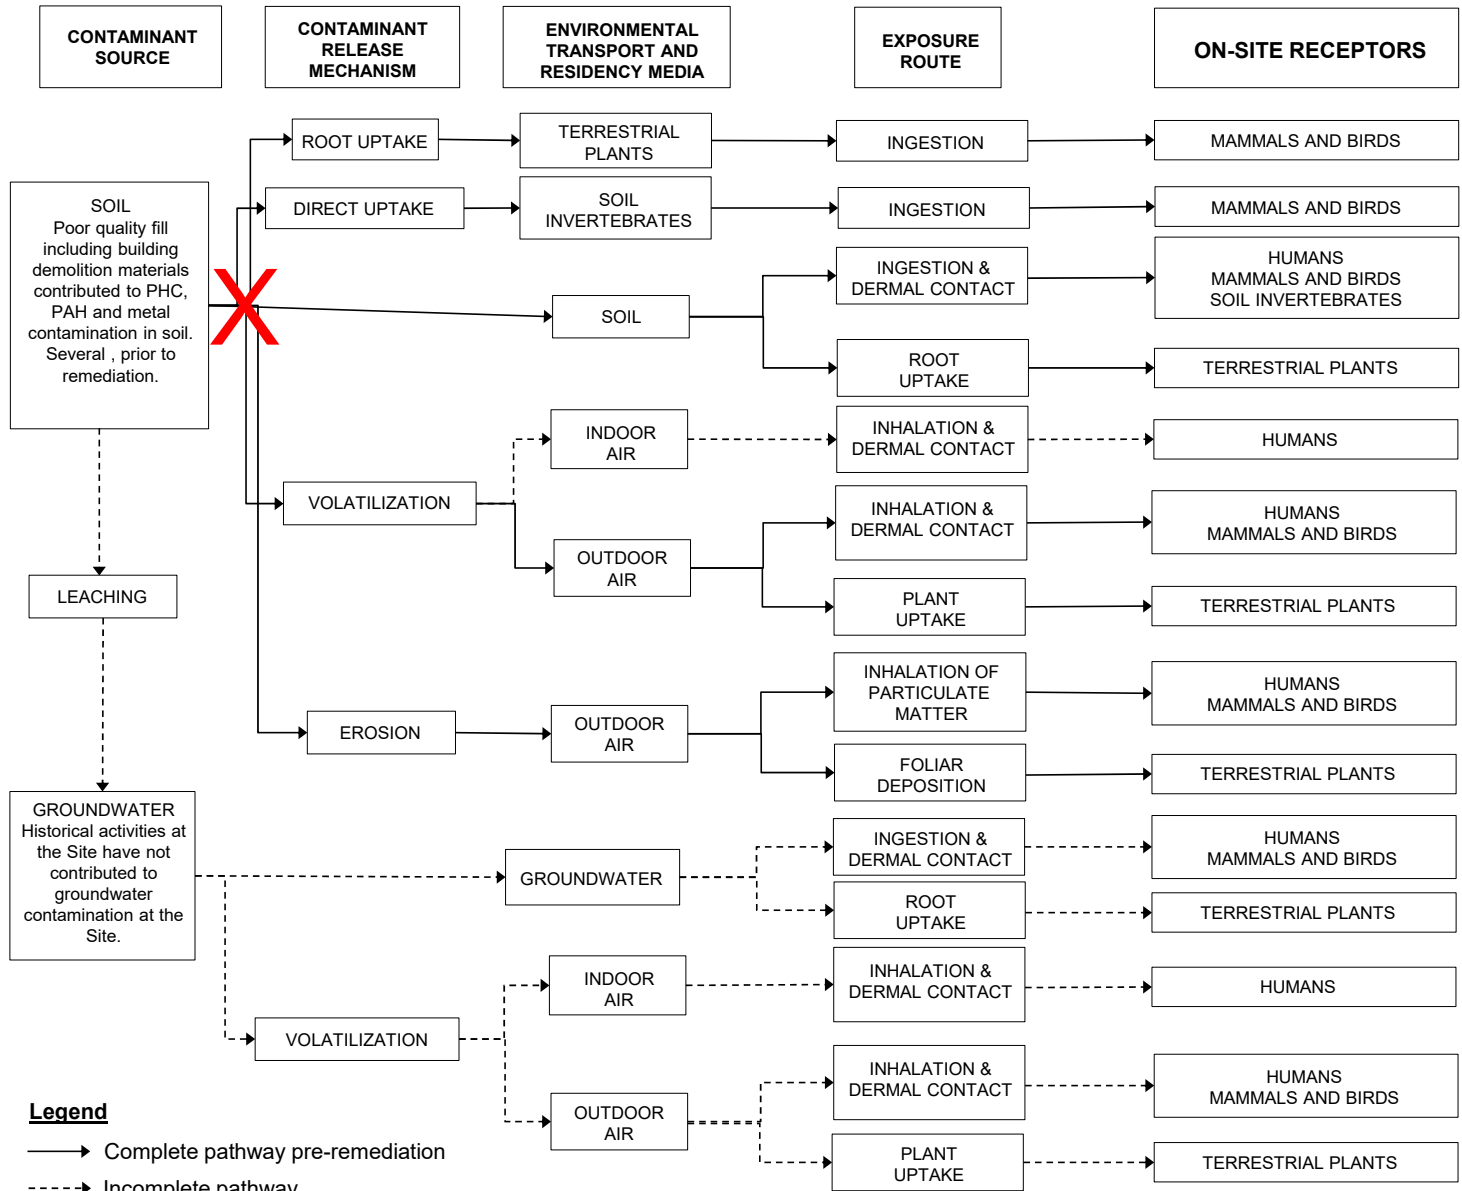 CONTAMINANT
SOURCE
CONTAMINANT
RELEASE
MECHANISM
ENVIRONMENTAL
TRANSPORT AND
RESIDENCY MEDIA
EXPOSURE
ROUTE
ON-SITE RECEPTORS
ROOT UPTAKE
TERRESTRIAL
PLANTS
INGESTION
MAMMALS AND BIRDS
SOIL
Poor quality fill
including building
demolition materials
contributed to PHC,
PAH and metal
contamination in soil.
Several , prior to
remediation.
DIRECT UPTAKE
SOIL
INVERTEBRATES
INGESTION
MAMMALS AND BIRDS
X
SOIL
INGESTION &
DERMAL CONTACT
HUMANS
MAMMALS AND BIRDS
SOIL INVERTEBRATES
ROOT
UPTAKE
TERRESTRIAL PLANTS
VOLATILIZATION
INDOOR
AIR
INHALATION &
DERMAL CONTACT
HUMANS
OUTDOOR
AIR
INHALATION &
DERMAL CONTACT
HUMANS
MAMMALS AND BIRDS
PLANT
UPTAKE
TERRESTRIAL PLANTS
LEACHING
EROSION
OUTDOOR
AIR
INHALATION OF
PARTICULATE
MATTER
HUMANS
MAMMALS AND BIRDS
FOLIAR
DEPOSITION
TERRESTRIAL PLANTS
GROUNDWATER
Historical activities at
the Site have not
contributed to
groundwater
contamination at the
Site.
GROUNDWATER
INGESTION &
DERMAL CONTACT
HUMANS
MAMMALS AND BIRDS
ROOT
UPTAKE
TERRESTRIAL PLANTS
VOLATILIZATION
INDOOR
AIR
INHALATION &
DERMAL CONTACT
HUMANS
OUTDOOR
AIR
INHALATION &
DERMAL CONTACT
HUMANS
MAMMALS AND BIRDS
PLANT
UPTAKE
TERRESTRIAL PLANTS
Legend
Complete pathway pre-remediation
Incomplete pathway